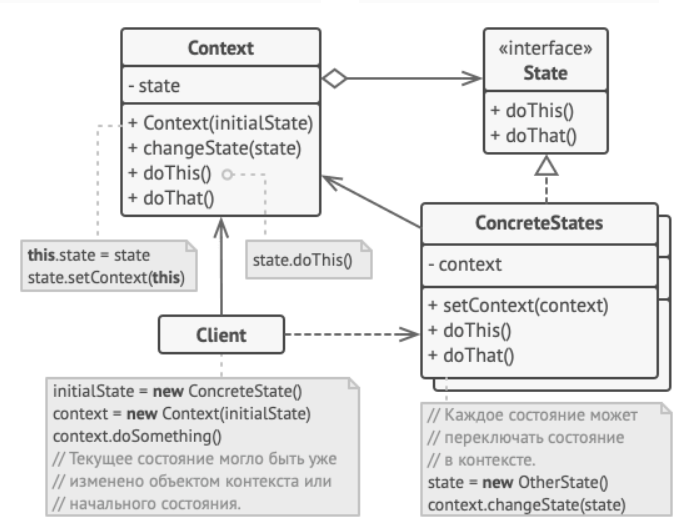 Context
- state
+ Context(initialState)
+ changeState(state)
+ doThis()
+ doThat()
«interface»
State
+ doThis()
+ doThat()
this.state = state
state.setContext(this)
state.doThis()
ConcreteStates
- context
+ setContext(context)
+ doThis()
+ doThat()
Client
initialState = new ConcreteState()
context = new Context(initialState)
context.doSomething()
// Текущее состояние могло быть уже
// изменено объектом контекста или
// начального состояния.
// Каждое состояние может
// переключать состояние
// в контексте.
state = new OtherState()
context.changeState(state)